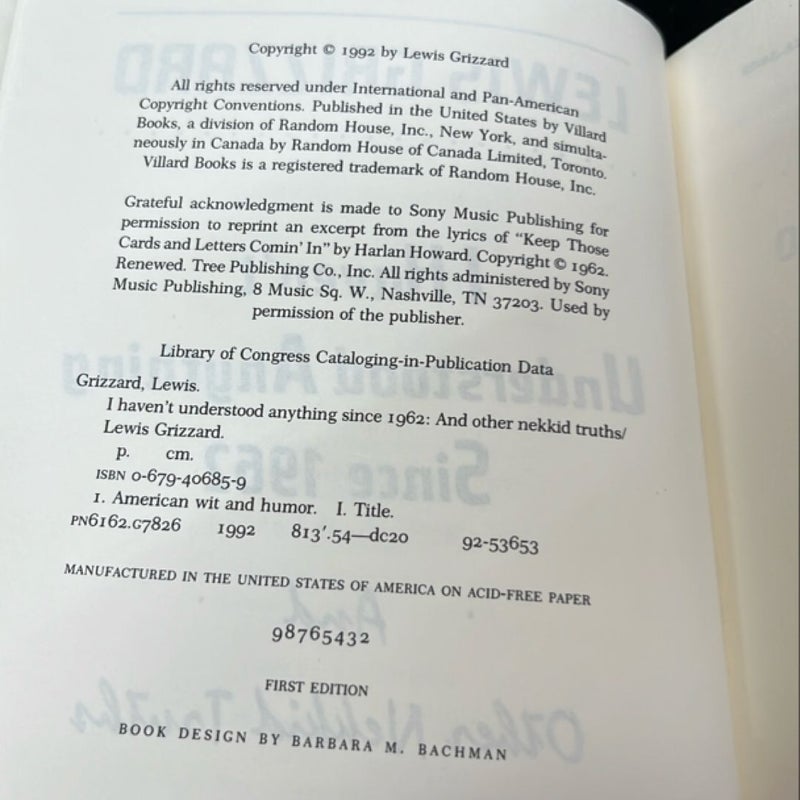 Copyright © 1992 by Lewis Grizzard
All rights reserved under International and Pan-American
Copyright Conventions. Published in the United States by Villard
Books, a division of Random House, Inc., New York, and simulta-
neously in Canada by Random House of Canada Limited, Toronto.
Villard Books is a registered trademark of Random House, Inc.
Grateful acknowledgment is made to Sony Music Publishing for
permission to reprint an excerpt from the lyrics of “Keep Those
Cards and Letters Comin’ In” by Harlan Howard. Copyright © 1962.
Renewed. Tree Publishing Co., Inc. All rights administered by Sony
Music Publishing, 8 Music Sq. W., Nashville, TN 37203. Used by
permission of the publisher.
Library of Congress Cataloging-in-Publication Data
Grizzard, Lewis.
I haven't understood anything since 1962: And other nekkid truths/
Lewis Grizzard.
p. cm.
ISBN 0-679-40685-9
1. American wit and humor. I. Title.
PN6162.G7826 1992 813′.54—dc20 92-53653
MANUFACTURED IN THE UNITED STATES OF AMERICA ON ACID-FREE PAPER
98765432
FIRST EDITION
BOOK DESIGN BY BARBARA M. BACHMAN